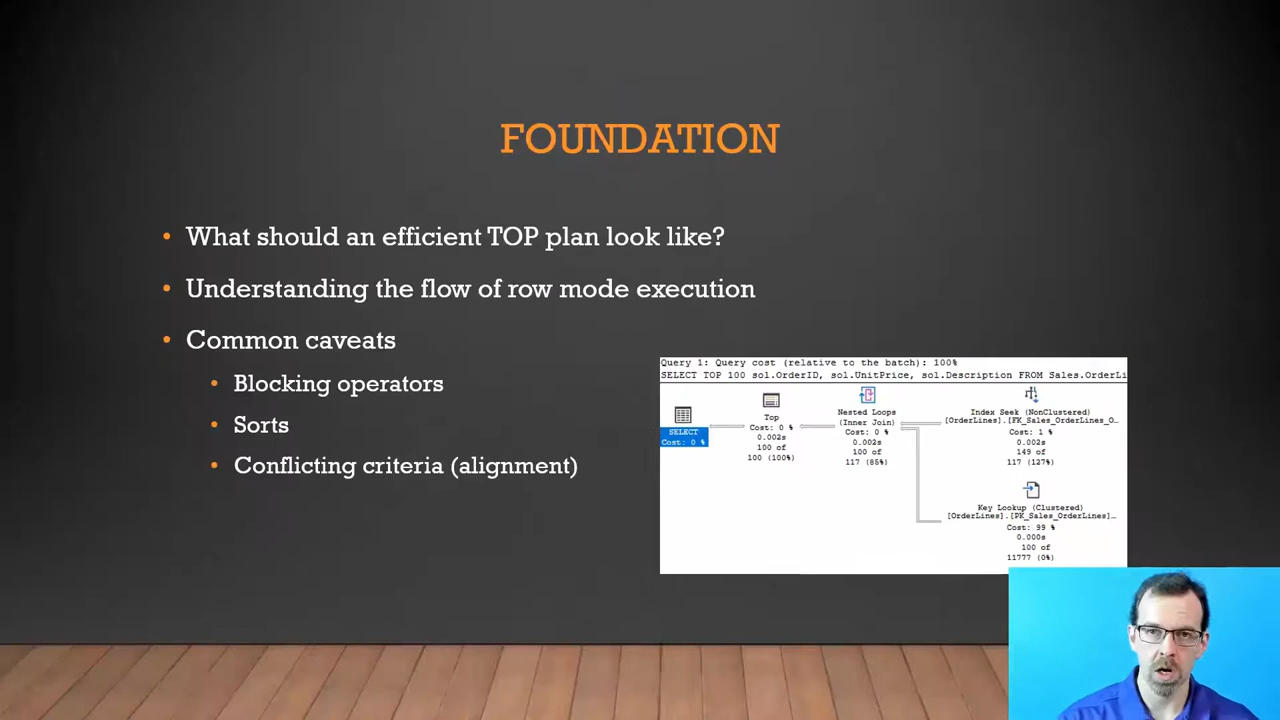 FOUNDATION
• What should an efficient TOP plan look like?
• Understanding the flow of row mode execution
• Common caveats
• Blocking operators
• Sorts
• Conflicting criteria (alignment)
Query 1: Query cost (relative to the batch): 100%
SELECT TOP 100 sol.OrderID, sol.UnitPrice, sol.Description FROM Sales.OrderLi
SELECT
Cost: 0 %
Top
Cost: 0 %
0.002s
100 of
100 (100%)
Nested Loops
(Inner Join)
Cost: 0 %
0.002s
100 of
117 (85%)
Index Seek (NonClustered)
[OrderLines].[FK_Sales_OrderLines_O…
Cost: 1 %
0.002s
149 of
117 (127%)
Key Lookup (Clustered)
[OrderLines].[PK_Sales_OrderLines]…
Cost: 99 %
0.000s
100 of
11777 (0%)